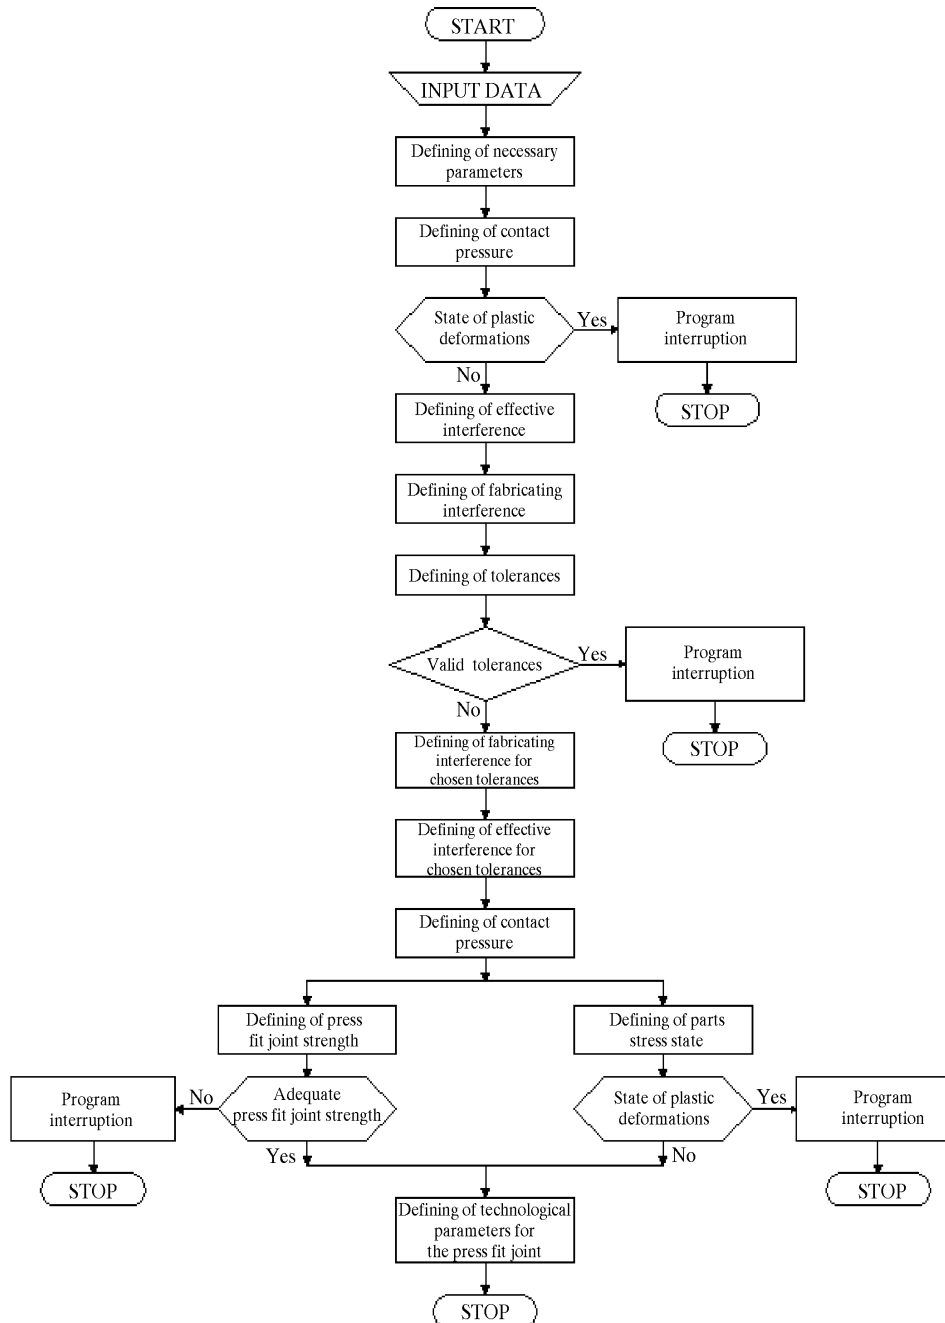 START
INPUT DATA
Defining of necessary
parameters
Defining of contact
pressure
State of plastic
deformations
Yes
Program
interruption
STOP
No
Defining of effective
interference
Defining of fabricating
interference
Defining of tolerances
Valid tolerances
Yes
Program
interruption
STOP
No
Defining of fabricating
interference for
chosen tolerances
Defining of effective
interference for
chosen tolerances
Defining of contact
pressure
Defining of press
fit joint strength
Defining of parts
stress state
Program
interruption
No
Adequate
press fit joint strength
State of plastic
deformations
Yes
Program
interruption
STOP
Yes
No
STOP
Defining of technological
parameters for
the press fit joint
STOP